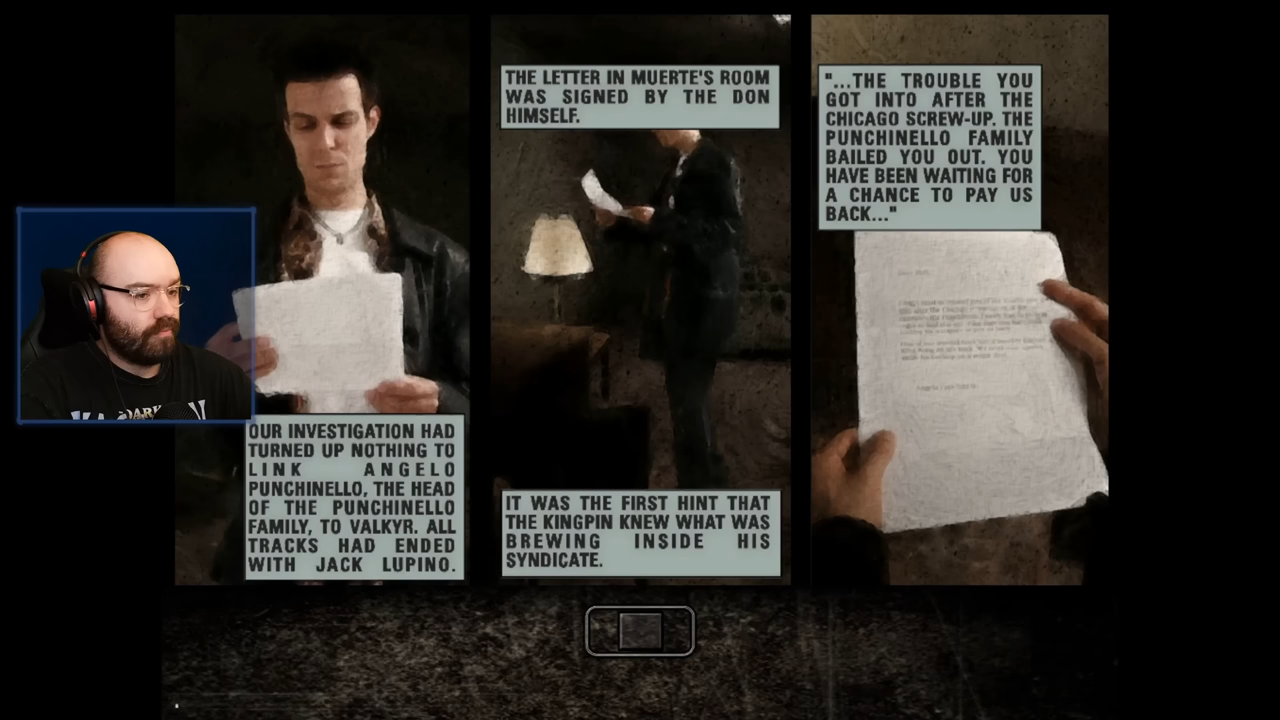 OUR INVESTIGATION HAD
TURNED UP NOTHING TO
LINK ANGELO
PUNCHINELLO, THE HEAD
OF THE PUNCHINELLO
FAMILY, TO VALKYR. ALL
TRACKS HAD ENDED
WITH JACK LUPINO.
THE LETTER IN MUERTE'S ROOM
WAS SIGNED BY THE DON
HIMSELF.
IT WAS THE FIRST HINT THAT
THE KINGPIN KNEW WHAT WAS
BREWING INSIDE HIS
SYNDICATE.
"...THE TROUBLE YOU
GOT INTO AFTER THE
CHICAGO SCREW-UP. THE
PUNCHINELLO FAMILY
BAILED YOU OUT. YOU
HAVE BEEN WAITING FOR
A CHANCE TO PAY US
BACK..."
DARK